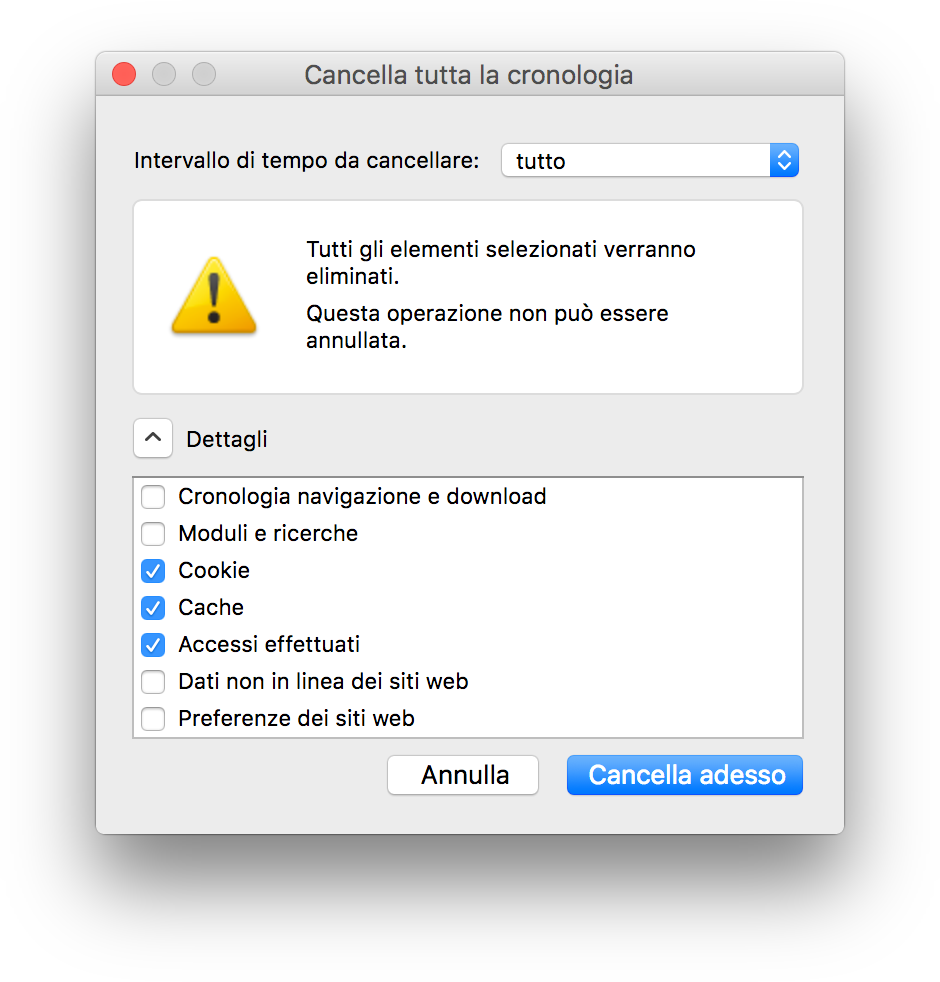 Cancella tutta la cronologia
Intervallo di tempo da cancellare: tutto
Tutti gli elementi selezionati verranno
eliminati.
Questa operazione non può essere
annullata.
Dettagli
Cronologia navigazione e download
Moduli e ricerche
Cookie
Cache
Accessi effettuati
Dati non in linea dei siti web
Preferenze dei siti web
Annulla Cancella adesso